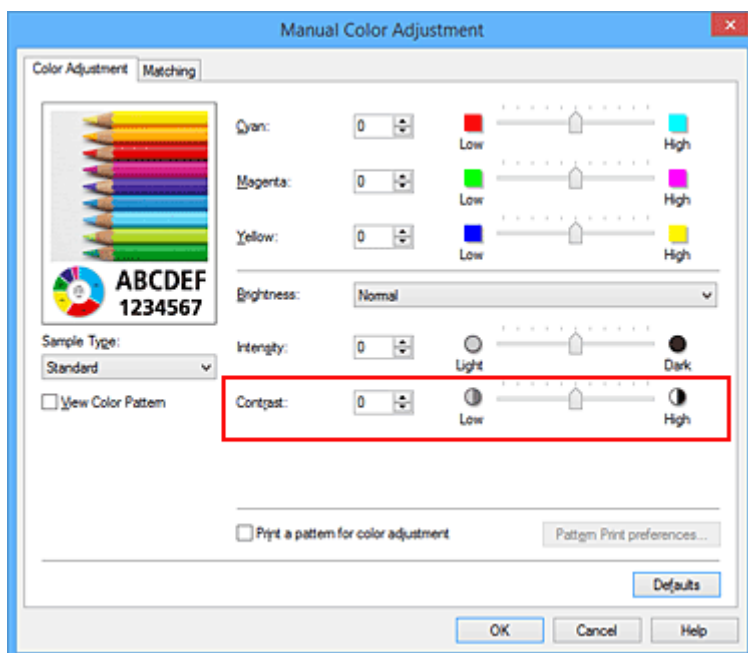 Manual Color Adjustment
Color Adjustment Matching
Cyan: 0 Low High
Magenta: 0 Low High
Yellow: 0 Low High
ABCDEF
1234567
Brightness: Normal
Sample Type:
Standard
Intensity: 0 Light Dark
View Color Pattern
Contrast: 0 Low High
Print a pattern for color adjustment Pattern Print preferences...
Defaults
OK Cancel Help